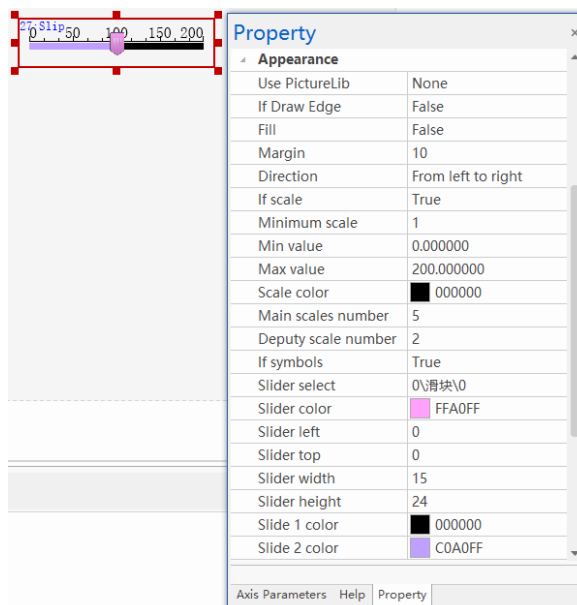 27:Slip
0 50 100 150 200
Property
Appearance
Use PictureLib None
If Draw Edge False
Fill False
Margin 10
Direction From left to right
If scale True
Minimum scale 1
Min value 0.000000
Max value 200.000000
Scale color 000000
Main scales number 5
Deputy scale number 2
If symbols True
Slider select 0\滑块\0
Slider color FFA0FF
Slider left 0
Slider top 0
Slider width 15
Slider height 24
Slide 1 color 000000
Slide 2 color C0A0FF
Axis Parameters Help Property